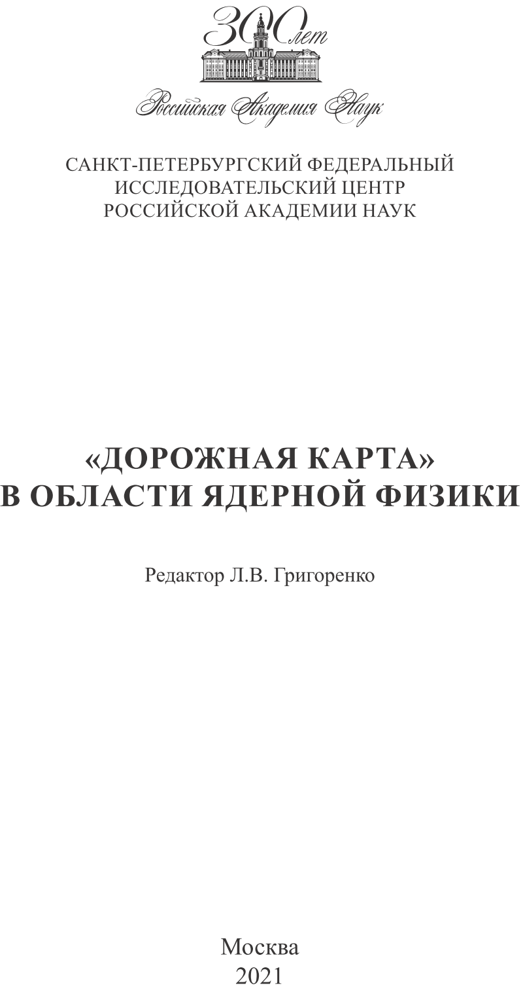 300 лет
Российская Академия Наук
САНКТ-ПЕТЕРБУРГСКИЙ ФЕДЕРАЛЬНЫЙ
ИССЛЕДОВАТЕЛЬСКИЙ ЦЕНТР
РОССИЙСКОЙ АКАДЕМИИ НАУК
«ДОРОЖНАЯ КАРТА»
В ОБЛАСТИ ЯДЕРНОЙ ФИЗИКИ
Редактор Л.В. Григоренко
Москва
2021